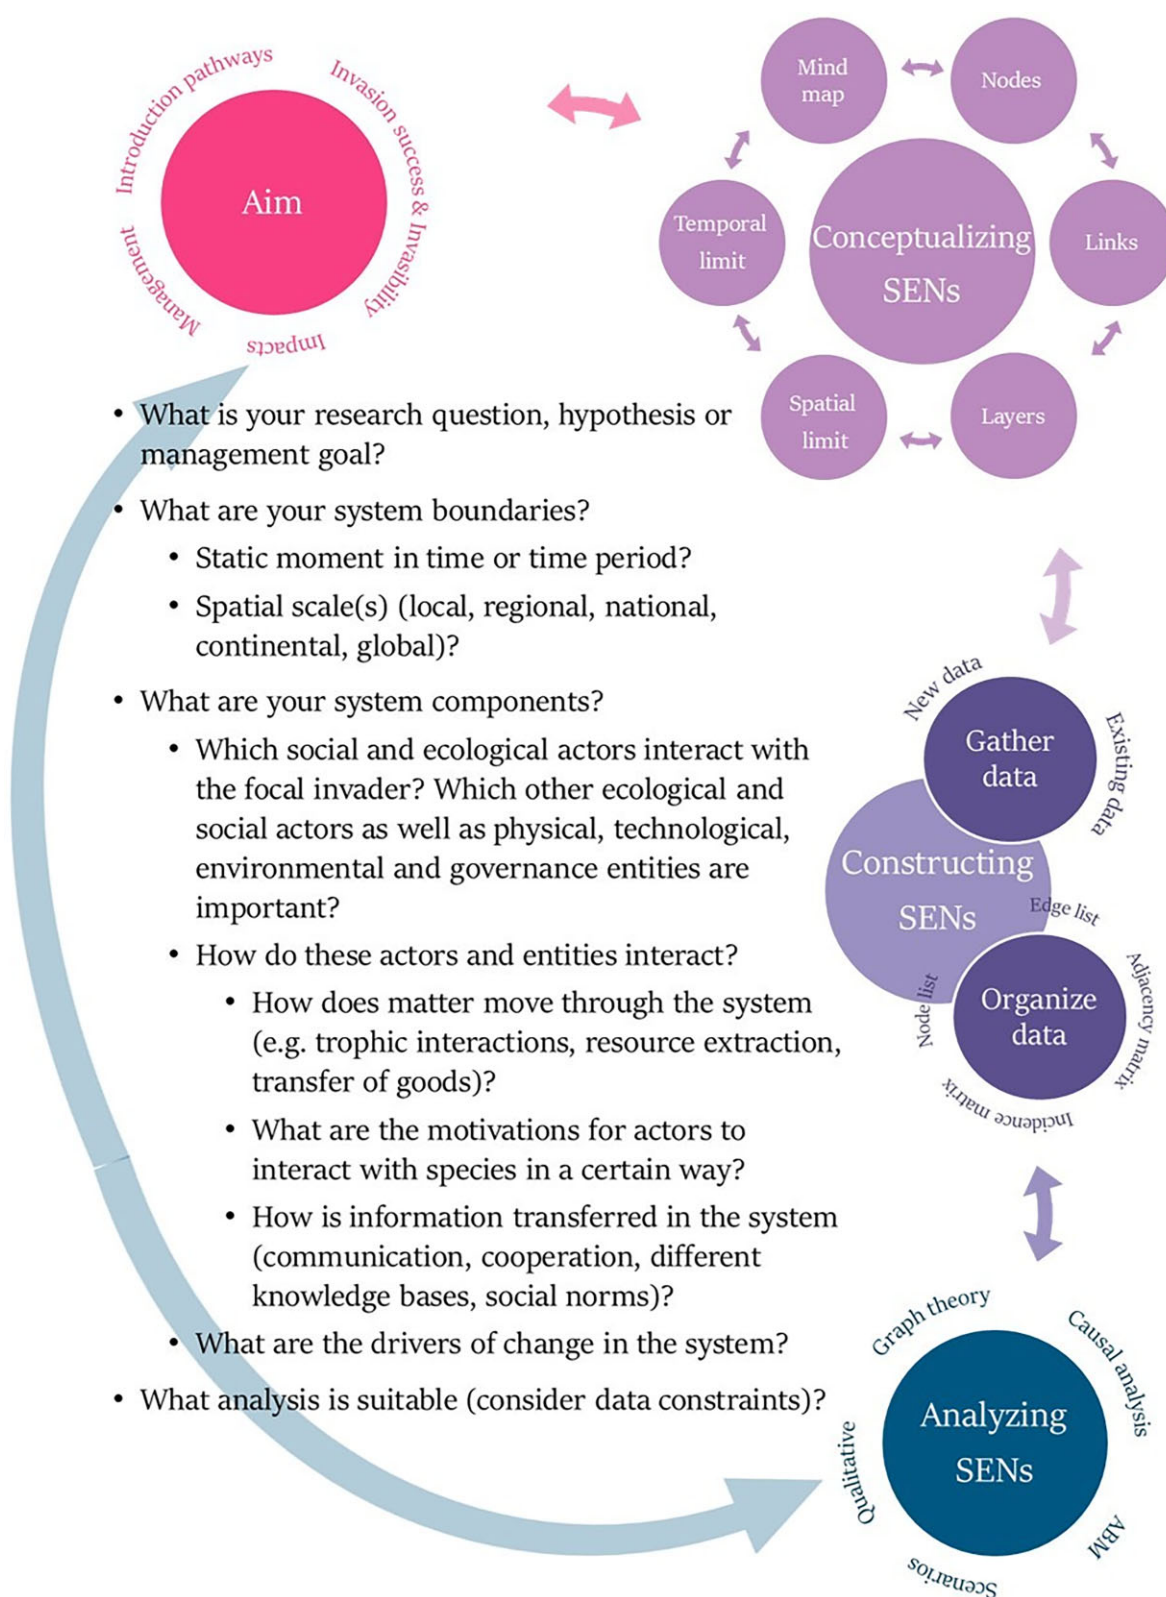 Introduction pathways
Invasion success & Invasibility
Management
Impacts
Aim
Mind
map
Nodes
Temporal
limit
Conceptualizing
SENs
Links
Spatial
limit
Layers
• What is your research question, hypothesis or
management goal?
• What are your system boundaries?
• Static moment in time or time period?
• Spatial scale(s) (local, regional, national,
continental, global)?
• What are your system components?
• Which social and ecological actors interact with
the focal invader? Which other ecological and
social actors as well as physical, technological,
environmental and governance entities are
important?
• How do these actors and entities interact?
• How does matter move through the system
(e.g. trophic interactions, resource extraction,
transfer of goods)?
• What are the motivations for actors to
interact with species in a certain way?
• How is information transferred in the system
(communication, cooperation, different
knowledge bases, social norms)?
• What are the drivers of change in the system?
• What analysis is suitable (consider data constraints)?
New data
Existing data
Gather
data
Constructing
SENs
Edge list
Node list
Adjacency matrix
Incidence matrix
Organize
data
Graph theory
Causal analysis
Qualitative
ABM
Scenarios
Analyzing
SENs